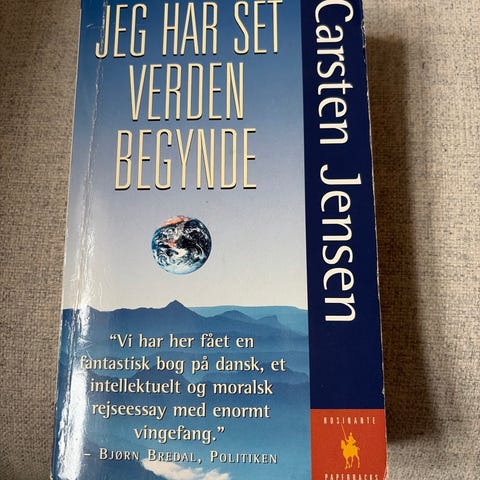 JEG HAR SET
VERDEN
BEGYNDE
Carsten Jensen
"Vi har her fået en
fantastisk bog på dansk, et
intellektuelt og moralsk
rejseessay med enormt
vingefang."
– BJØRN BREDAL, POLITIKEN
ROSINANTE
PAPERBACKS